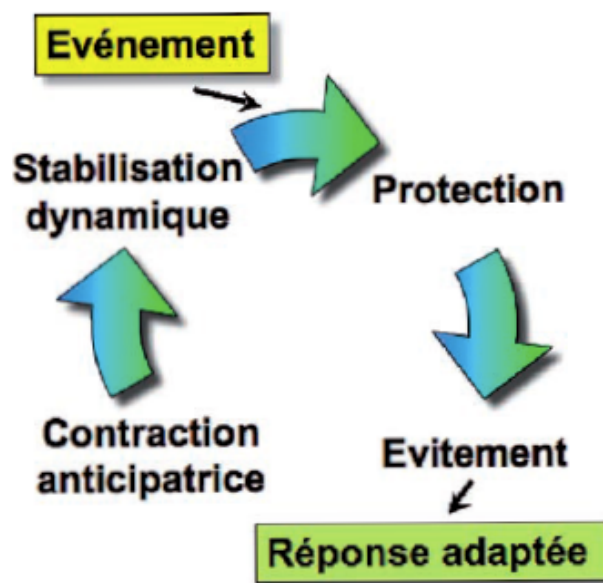 Evénement
Stabilisation
dynamique
Protection
Contraction
anticipatrice
Evitement
Réponse adaptée